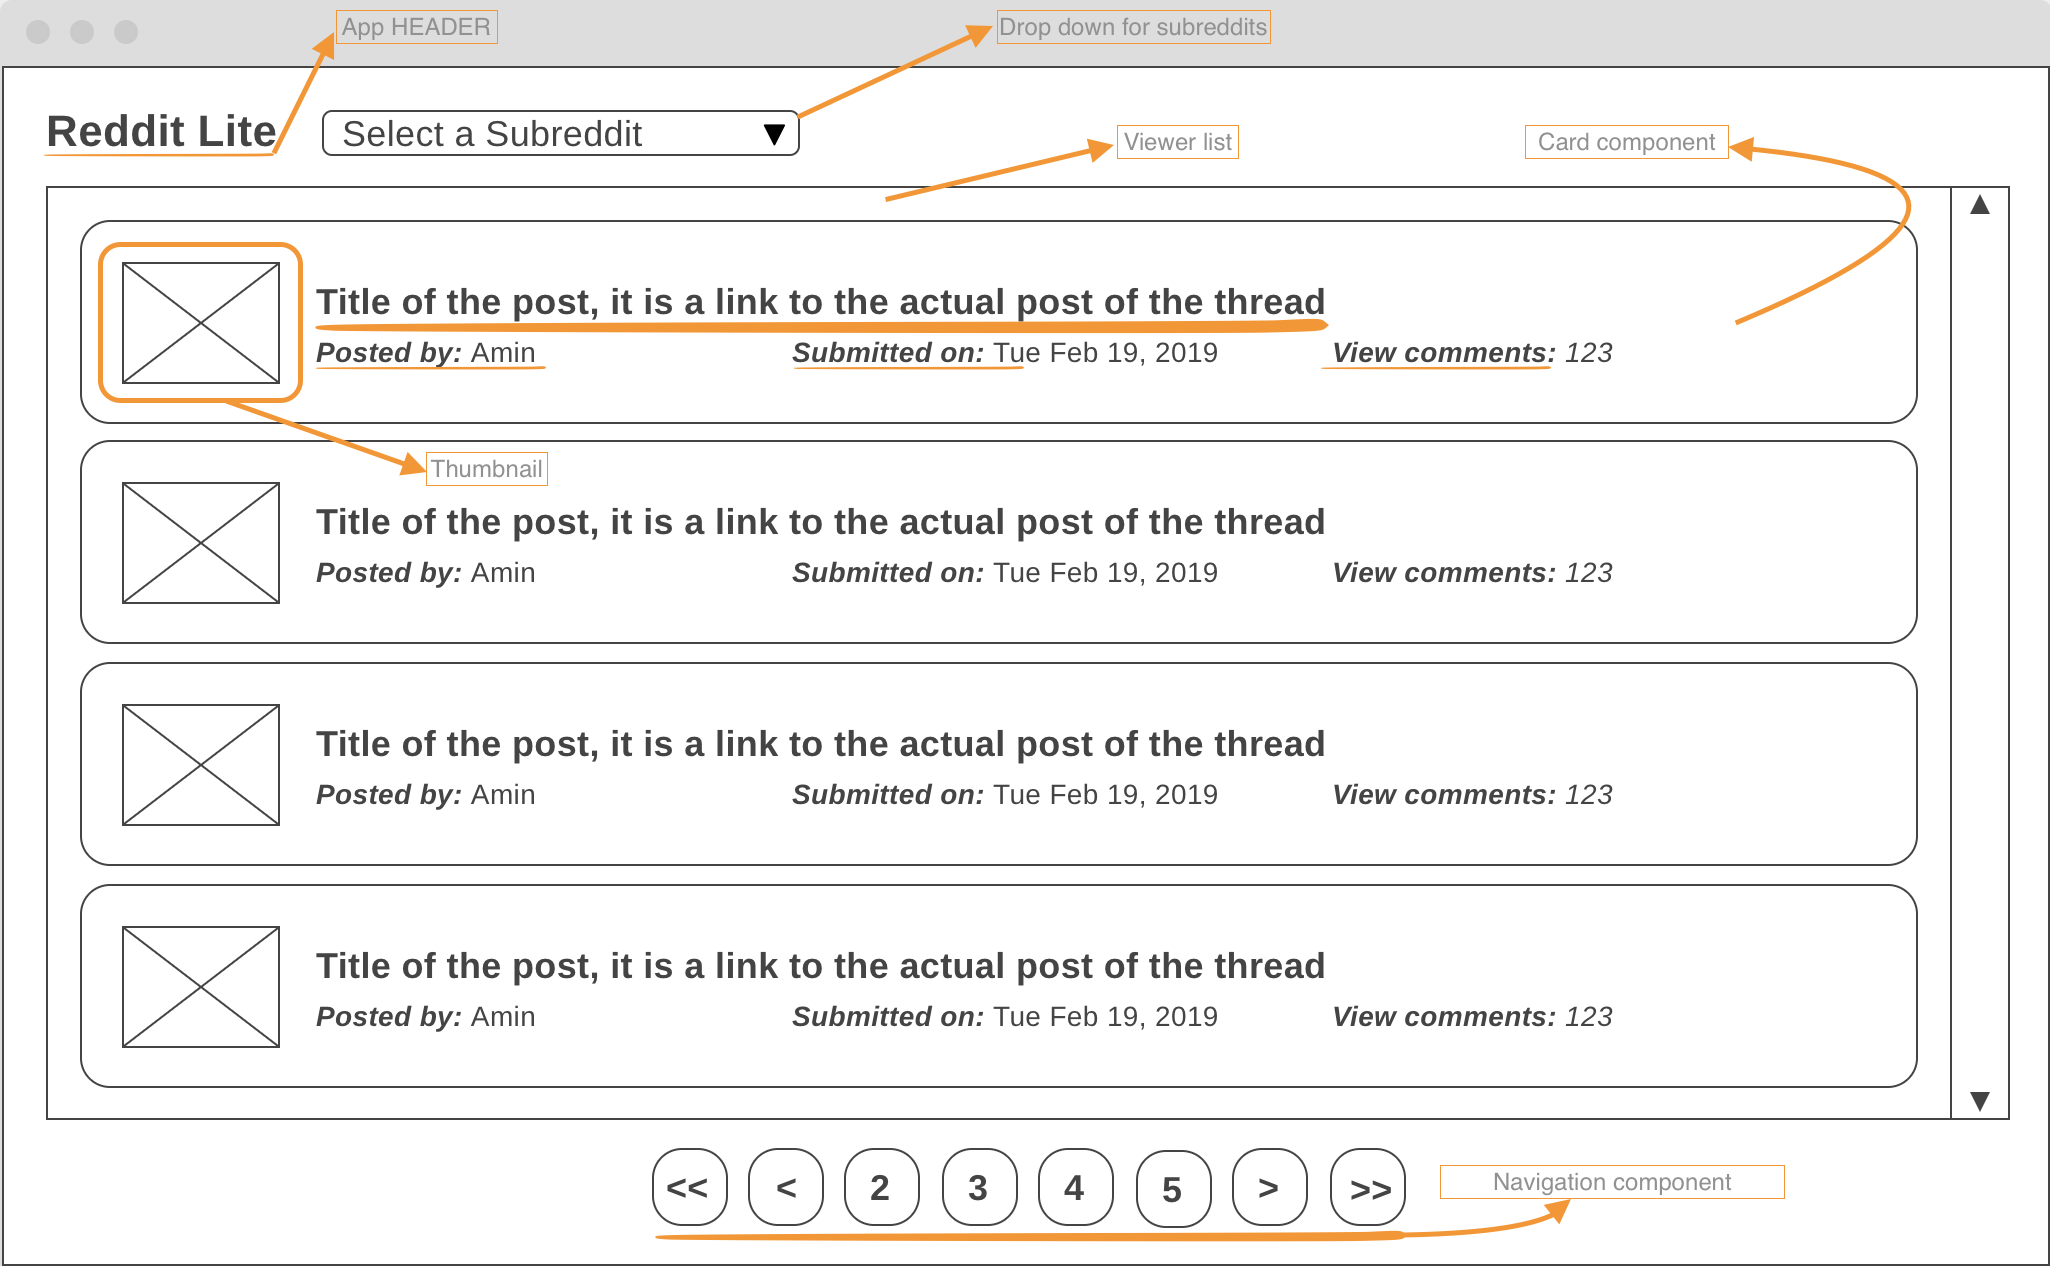 App HEADER
Drop down for subreddits
Reddit Lite
Select a Subreddit ▼
Viewer list
Card component
Title of the post, it is a link to the actual post of the thread
Posted by: Amin Submitted on: Tue Feb 19, 2019 View comments: 123
Thumbnail
Title of the post, it is a link to the actual post of the thread
Posted by: Amin Submitted on: Tue Feb 19, 2019 View comments: 123
Title of the post, it is a link to the actual post of the thread
Posted by: Amin Submitted on: Tue Feb 19, 2019 View comments: 123
Title of the post, it is a link to the actual post of the thread
Posted by: Amin Submitted on: Tue Feb 19, 2019 View comments: 123
<< < 2 3 4 5 > >>
Navigation component